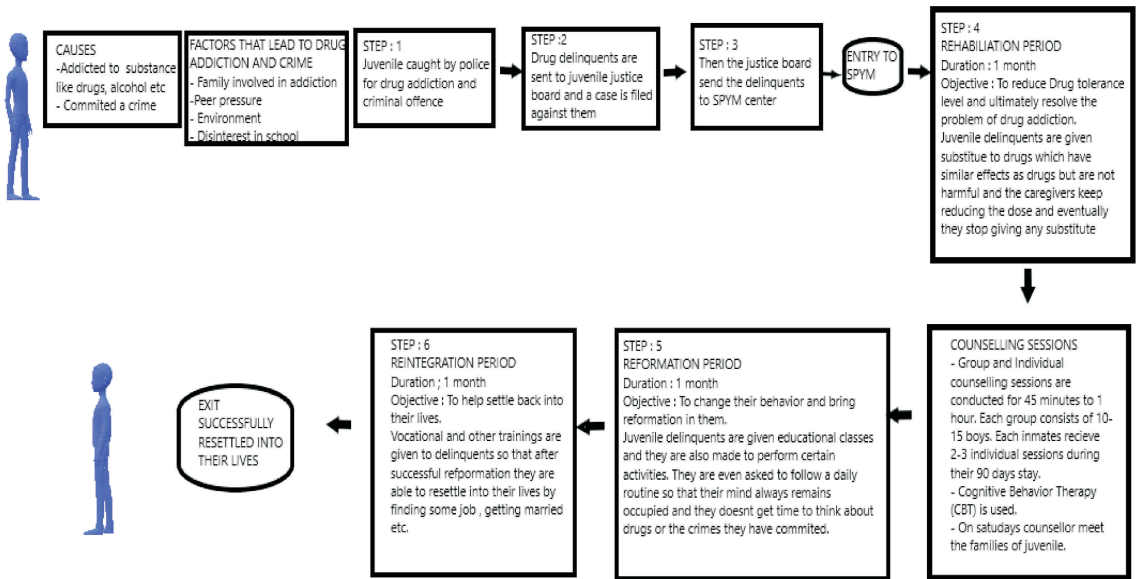 CAUSES
-Addicted to substance
like drugs, alcohol etc
- Commited a crime
FACTORS THAT LEAD TO DRUG
ADDICTION AND CRIME
- Family involved in addiction
-Peer pressure
- Environment
- Disinterest in school
STEP : 1
Juvenile caught by police
for drug addiction and
criminal offence
STEP :2
Drug delinquents are
sent to juvenile justice
board and a case is filed
against them
STEP : 3
Then the justice board
send the delinquents
to SPYM center
ENTRY TO
SPYM
STEP : 4
REHABILIATION PERIOD
Duration : 1 month
Objective : To reduce Drug tolerance
level and ultimately resolve the
problem of drug addiction.
Juvenile delinquents are given
substitue to drugs which have
similar effects as drugs but are not
harmful and the caregivers keep
reducing the dose and eventually
they stop giving any substitute
COUNSELLING SESSIONS
- Group and Individual
counselling sessions are
conducted for 45 minutes to 1
hour. Each group consists of 10-
15 boys. Each inmates recieve
2-3 individual sessions during
their 90 days stay.
- Cognitive Behavior Therapy
(CBT) is used.
- On satudays counsellor meet
the families of juvenile.
STEP : 5
REFORMATION PERIOD
Duration : 1 month
Objective : To change their behavior and bring
reformation in them.
Juvenile delinquents are given educational classes
and they are also made to perform certain
activities. They are even asked to follow a daily
routine so that their mind always remains
occupied and they doesnt get time to think about
drugs or the crimes they have commited.
STEP : 6
REINTEGRATION PERIOD
Duration ; 1 month
Objective : To help settle back into
their lives.
Vocational and other trainings are
given to delinquents so that after
successful refpormation they are
able to resettle into their lives by
finding some job , getting married
etc.
EXIT
SUCCESSFULLY
RESETTLED INTO
THEIR LIVES